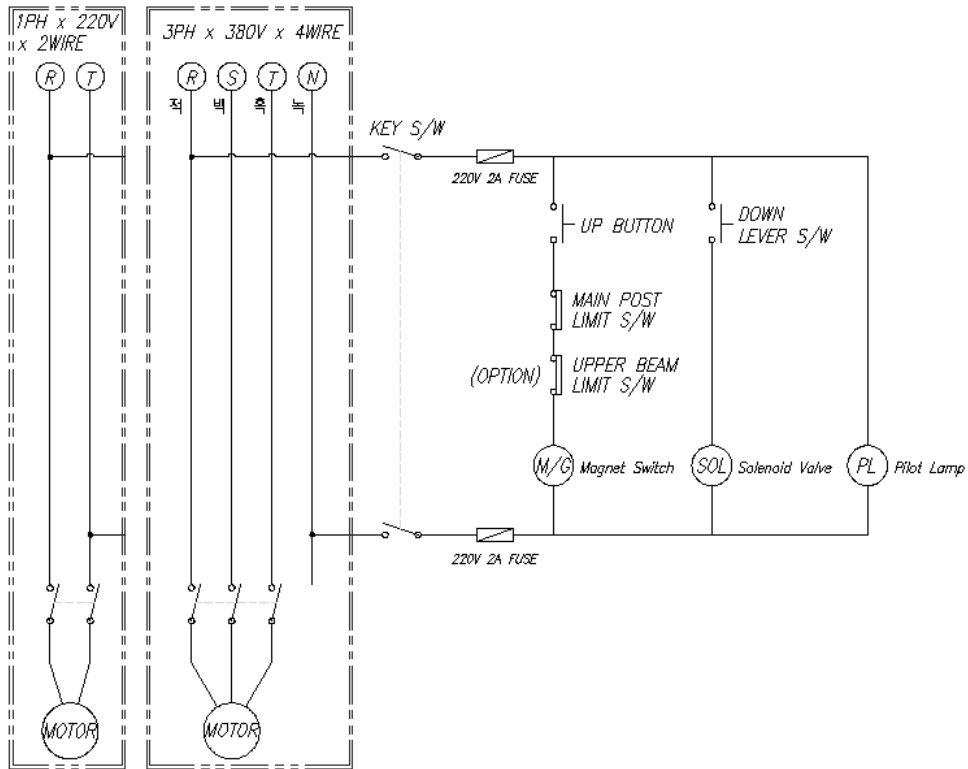 1PH x 220V
x 2WIRE
R T
3PH x 380V x 4WIRE
R S T N
적 백 흑 녹
KEY S/W
220V 2A FUSE
UP BUTTON
DOWN
LEVER S/W
MAIN POST
LIMIT S/W
(OPTION)
UPPER BEAM
LIMIT S/W
M/G Magnet Switch
SOL Solenoid Valve
PL Pilot Lamp
220V 2A FUSE
MOTOR
MOTOR